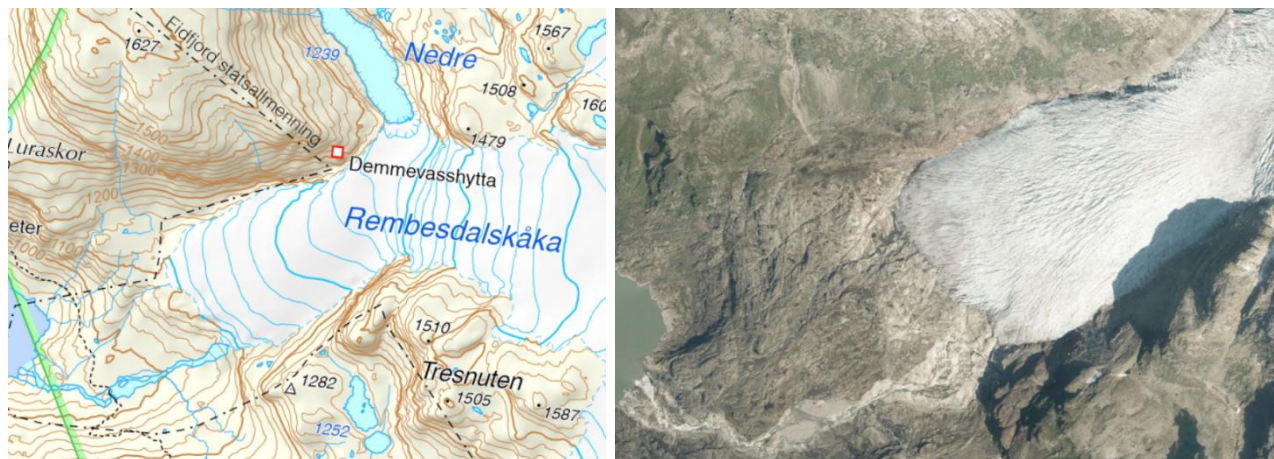 1567
1627
Eidfjord statsallmenning
1239
Nedre
1508
160
1500
1479
1400
Luraskor
1300
Demmevasshytta
1200
Rembesdalskåka
eter
1100
1000
1510
Tresnuten
1282
1505
1587
1252